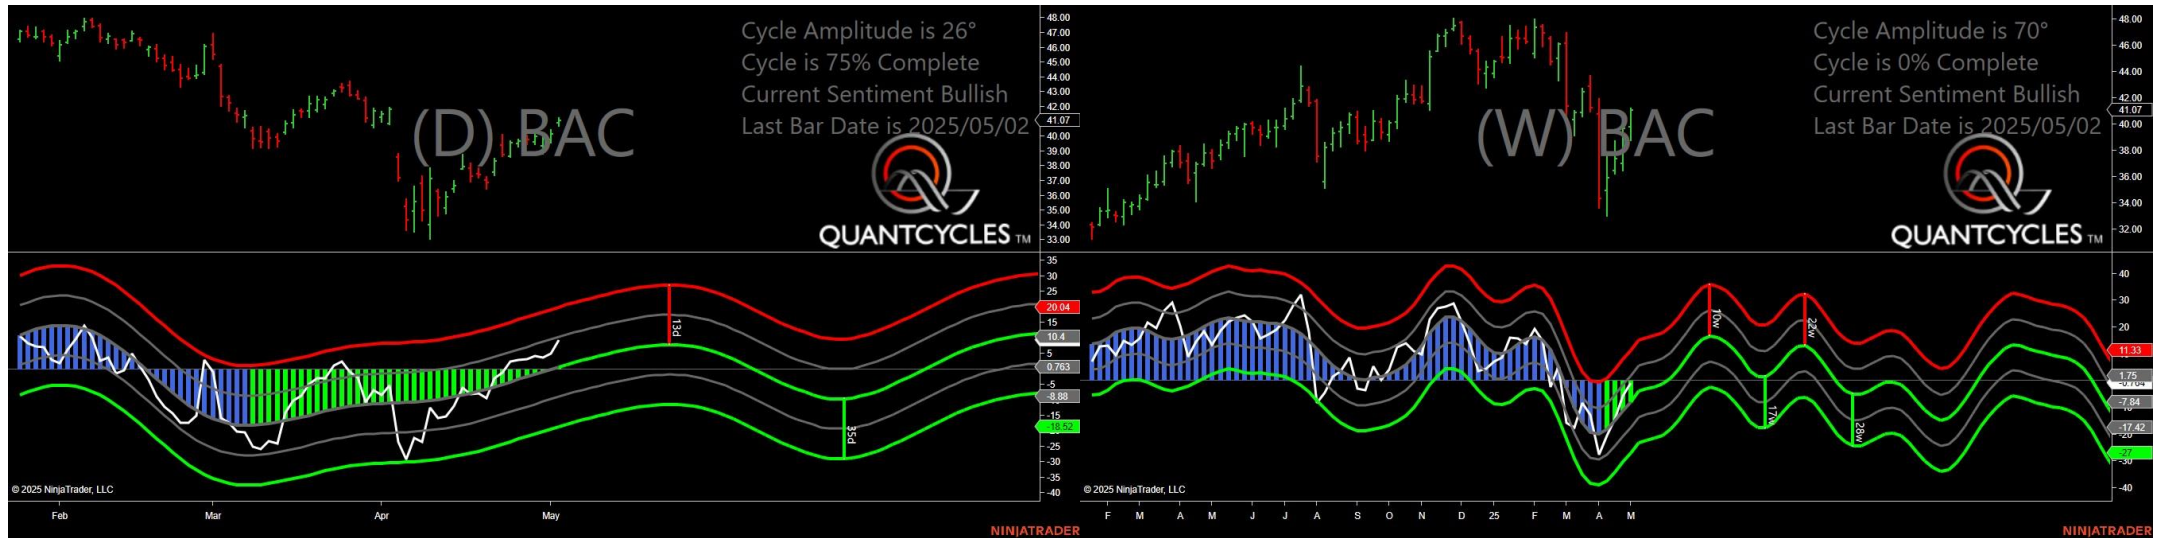 Cycle Amplitude is 26°
Cycle is 75% Complete
Current Sentiment Bullish
Last Bar Date is 2025/05/02
(D) BAC
QUANTCYCLES TM
48.00
47.00
46.00
45.00
44.00
43.00
42.00
41.07
40.00
39.00
38.00
37.00
36.00
35.00
34.00
33.00
35
30
25
20.04
15
10.4
5
0.763
-5
-8.88
-15
-18.52
-25
-30
-35
-40
13d
35d
© 2025 NinjaTrader, LLC
Feb Mar Apr May
NINJATRADER
Cycle Amplitude is 70°
Cycle is 0% Complete
Current Sentiment Bullish
Last Bar Date is 2025/05/02
(W) BAC
QUANTCYCLES TM
48.00
46.00
44.00
42.00
41.07
40.00
38.00
36.00
34.00
32.00
40
30
20
11.33
1.75
-7.84
-17.42
-27
-30
-40
10w
22w
17w
28w
© 2025 NinjaTrader, LLC
F M A M J J A S O N D 25 F M A M
NINJATRADER